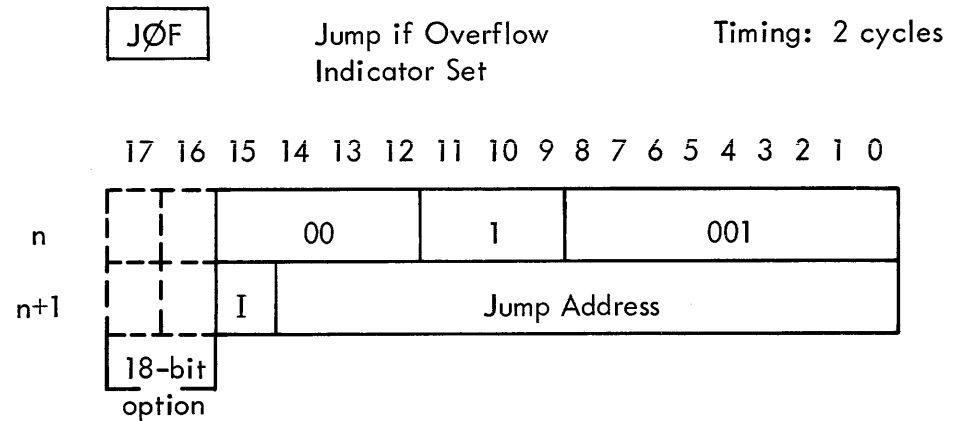 JØF Jump if Overflow Timing: 2 cycles
Indicator Set
17 16 15 14 13 12 11 10 9 8 7 6 5 4 3 2 1 0
n 00 1 001
n+1 I Jump Address
18-bit
option